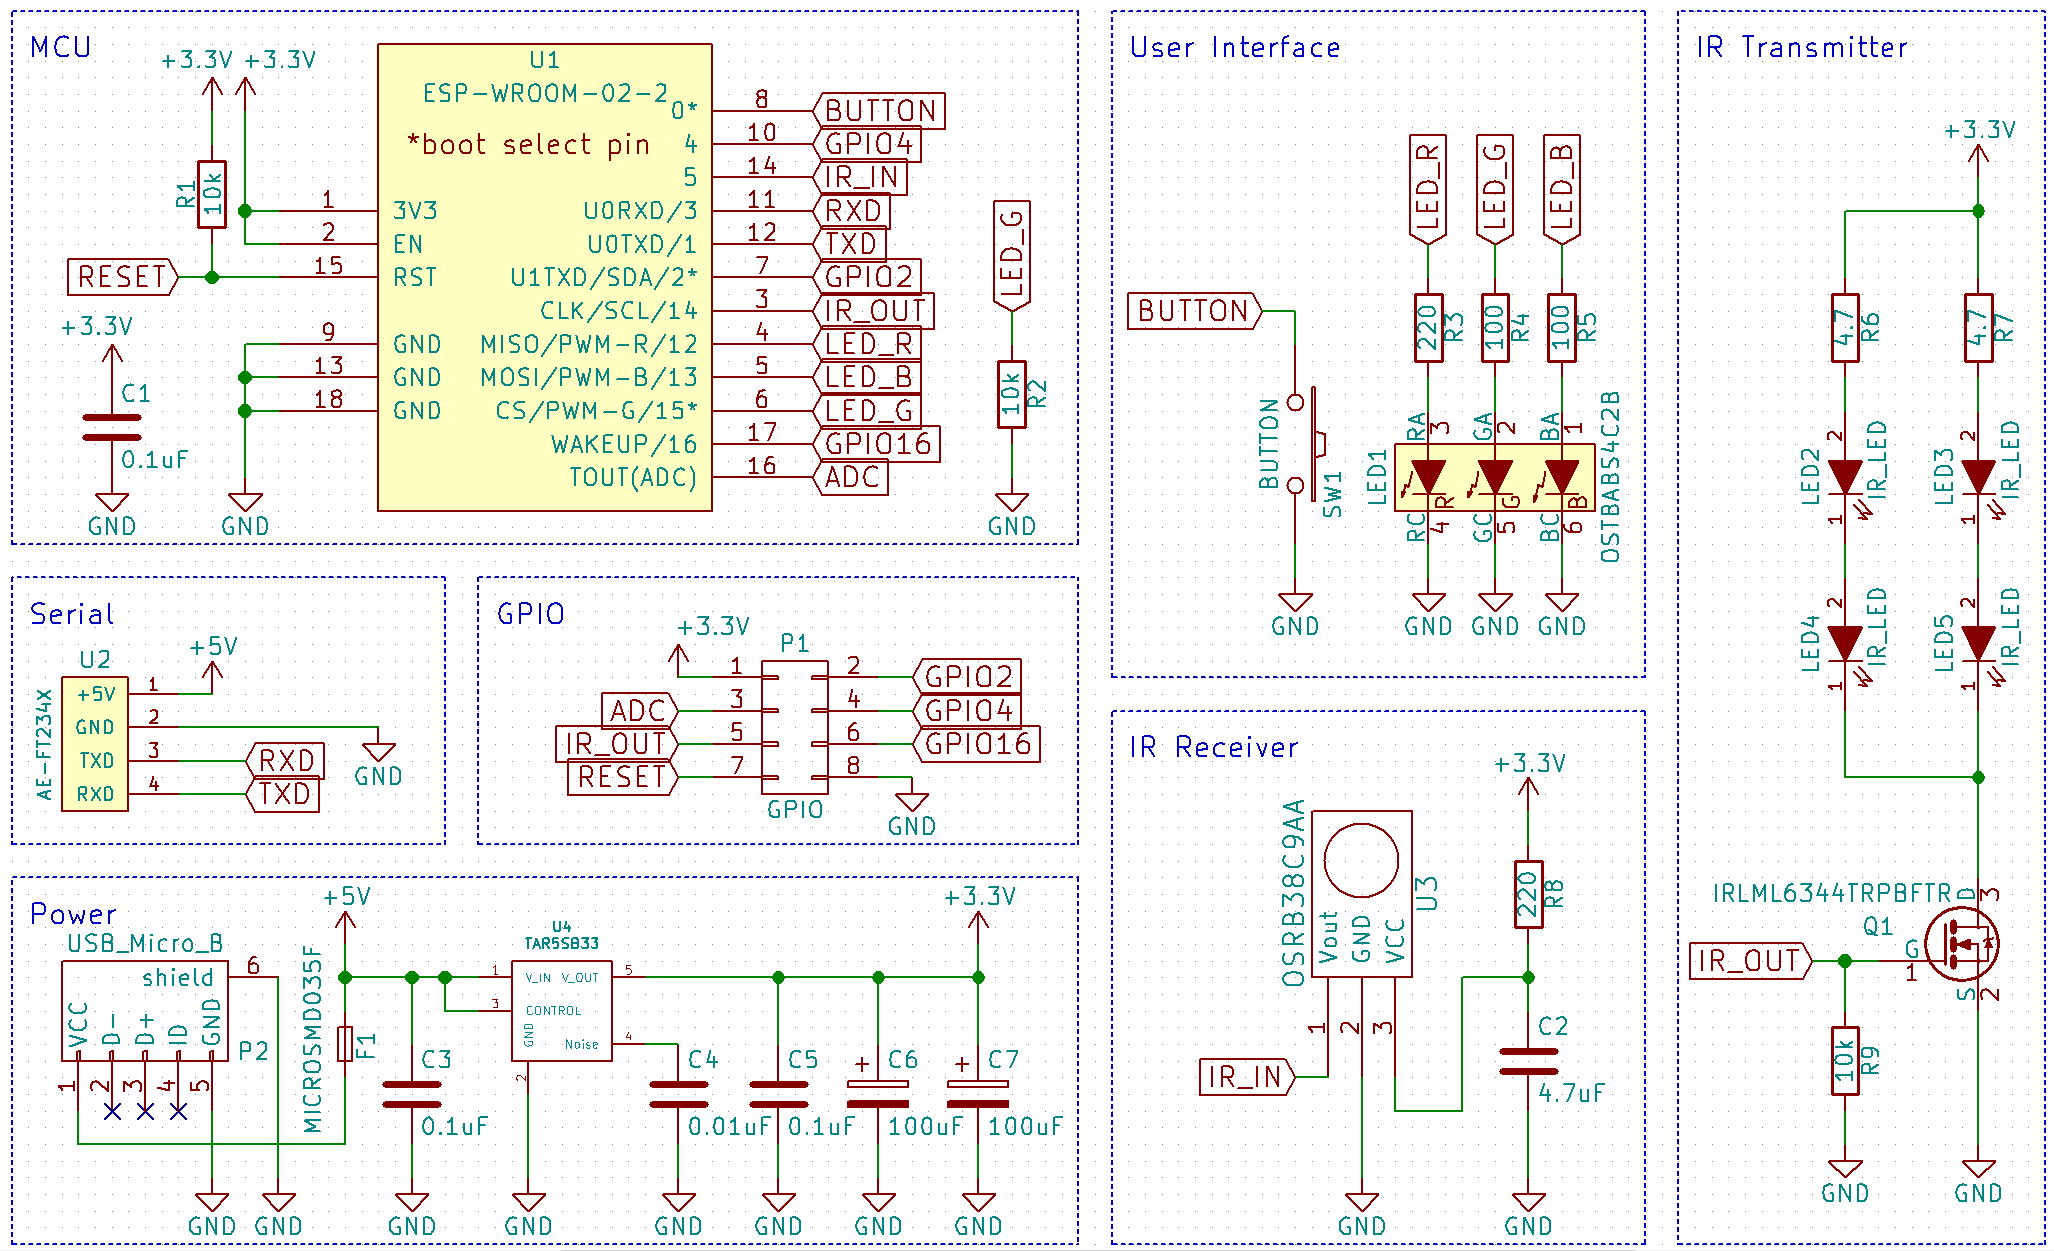 MCU
+3.3V +3.3V
R1
10k
RESET
+3.3V
C1
0.1uF
GND
GND
U1
ESP-WROOM-02-2
*boot select pin
1 3V3
2 EN
15 RST
9 GND
13 GND
18 GND
0* 8 BUTTON
4 10 GPIO4
5 14 IR_IN
U0RXD/3 11 RXD
U0TXD/1 12 TXD
U1TXD/SDA/2* 7 GPIO2
CLK/SCL/14 3 IR_OUT
MISO/PWM-R/12 4 LED_R
MOSI/PWM-B/13 5 LED_B
CS/PWM-G/15* 6 LED_G
WAKEUP/16 17 GPIO16
TOUT(ADC) 16 ADC
LED_G
10k
R2
GND
User Interface
BUTTON
BUTTON
SW1
GND
LED_R
LED_G
LED_B
220
R3
100
R4
100
R5
RA 3
GA 2
BA 1
LED1
R
G
B
OSTBABS4C2B
RC 4
GC 5
BC 6
GND
GND
GND
IR Transmitter
+3.3V
4.7
R6
4.7
R7
2
LED2
IR_LED
1
2
LED3
IR_LED
1
2
LED4
IR_LED
1
2
LED5
IR_LED
1
IRLML6344TRPBFTR
Q1
D 3
G
1
S 2
IR_OUT
10k
R9
GND
GND
Serial
U2
AE-FT234X
+5V
+5V 1
GND 2
TXD 3 RXD
RXD 4 TXD
GND
GPIO
+3.3V
P1
1 2 GPIO2
ADC 3 4 GPIO4
IR_OUT 5 6 GPIO16
RESET 7 8
GPIO
GND
IR Receiver
OSRB38C9AA
U3
Vout
GND
VCC
1
2
3
IR_IN
GND
+3.3V
220
R8
C2
4.7uF
GND
Power
USB_Micro_B
shield 6
VCC
D-
D+
ID
GND
P2
1
2
3
4
5
GND
GND
+5V
MICROSMD035F
F1
C3
0.1uF
GND
U4
TAR5SB33
1 V_IN V_OUT 5
3 CONTROL
GND
Noise 4
2
GND
C4
0.01uF
GND
C5
0.1uF
GND
+ C6
100uF
GND
+3.3V
+ C7
100uF
GND